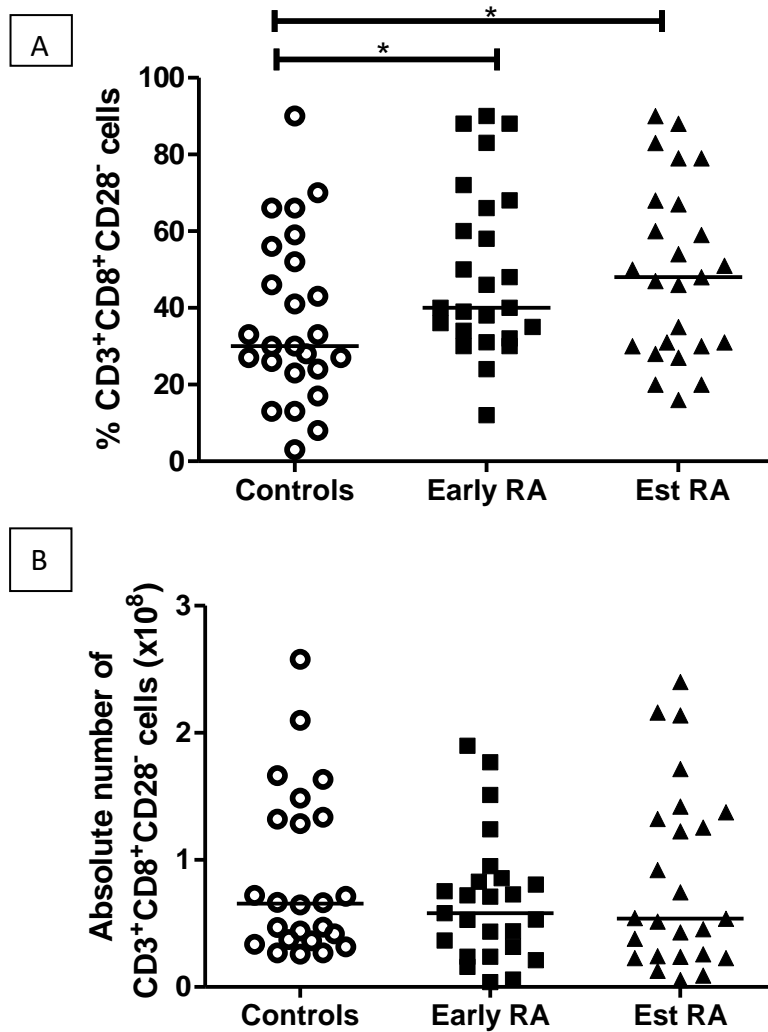 A
*
*
% CD3⁺CD8⁺CD28⁻ cells
100
80
60
40
20
0
Controls Early RA Est RA
B
Absolute number of
CD3⁺CD8⁺CD28⁻ cells (x10⁸)
3
2
1
0
Controls Early RA Est RA